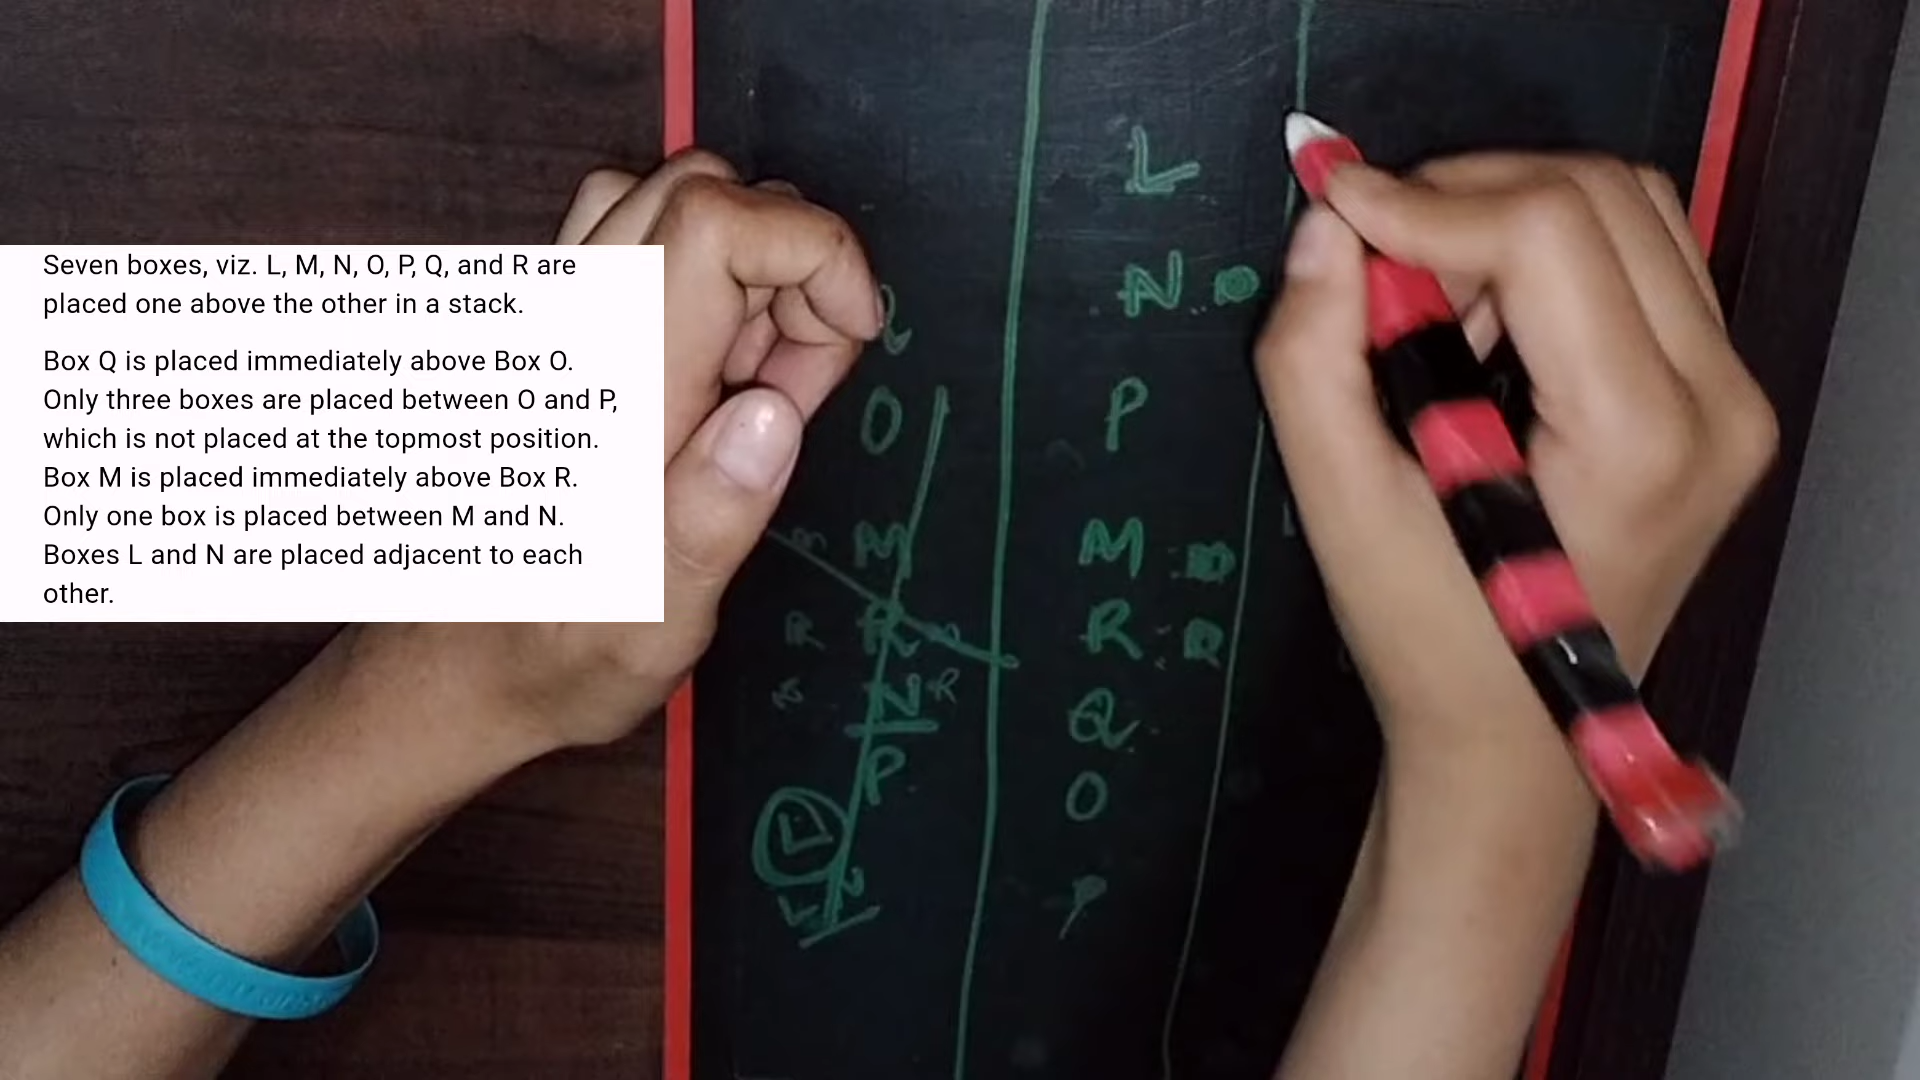 Seven boxes, viz. L, M, N, O, P, Q, and R are
placed one above the other in a stack.
Box Q is placed immediately above Box O.
Only three boxes are placed between O and P,
which is not placed at the topmost position.
Box M is placed immediately above Box R.
Only one box is placed between M and N.
Boxes L and N are placed adjacent to each
other.
Q
O
M
R R
N N R
P
L
L N
L
N
P
M
R
Q
O
P